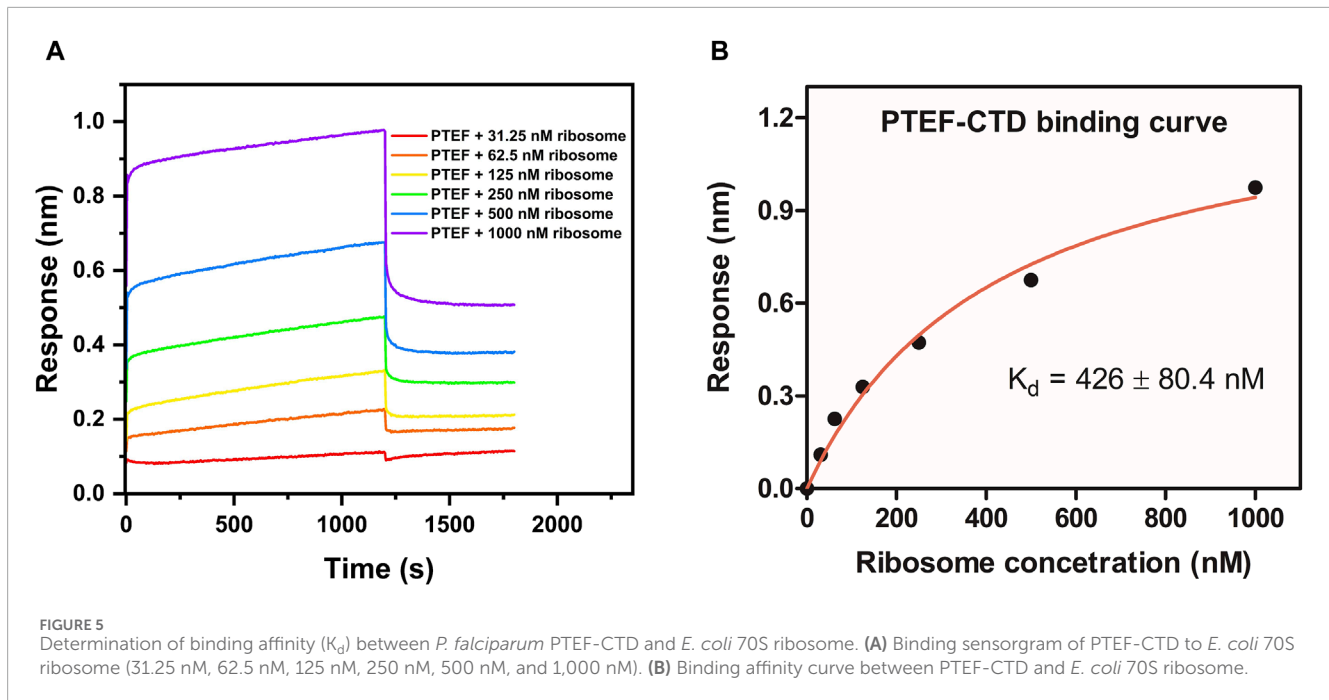 A
Response (nm)
1.0
0.8
0.6
0.4
0.2
0.0
PTEF + 31.25 nM ribosome
PTEF + 62.5 nM ribosome
PTEF + 125 nM ribosome
PTEF + 250 nM ribosome
PTEF + 500 nM ribosome
PTEF + 1000 nM ribosome
0 500 1000 1500 2000
Time (s)
B
PTEF-CTD binding curve
Response (nm)
1.2
0.9
0.6
0.3
0.0
Kd = 426 ± 80.4 nM
0 200 400 600 800 1000
Ribosome concetration (nM)
FIGURE 5
Determination of binding affinity (Kd) between P. falciparum PTEF-CTD and E. coli 70S ribosome. (A) Binding sensorgram of PTEF-CTD to E. coli 70S
ribosome (31.25 nM, 62.5 nM, 125 nM, 250 nM, 500 nM, and 1,000 nM). (B) Binding affinity curve between PTEF-CTD and E. coli 70S ribosome.